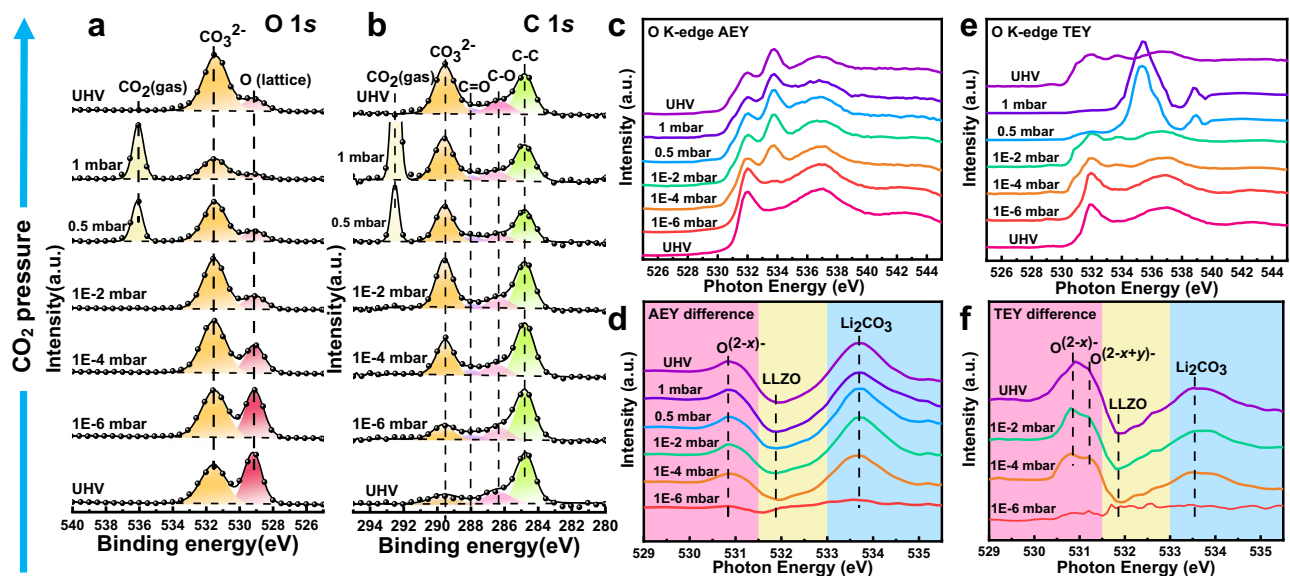 CO2 pressure
a
O 1s
CO3^2-
O (lattice)
CO2(gas)
UHV
1 mbar
0.5 mbar
1E-2 mbar
1E-4 mbar
1E-6 mbar
UHV
Intensity(a.u.)
540 538 536 534 532 530 528 526
Binding energy(eV)
b
C 1s
C-C
CO3^2-
CO2(gas)
C=O
C-O
UHV
1 mbar
0.5 mbar
1E-2 mbar
1E-4 mbar
1E-6 mbar
UHV
Intensity(a.u.)
294 292 290 288 286 284 282 280
Binding energy(eV)
c
O K-edge AEY
UHV
1 mbar
0.5 mbar
1E-2 mbar
1E-4 mbar
1E-6 mbar
UHV
Intensity (a.u.)
526 528 530 532 534 536 538 540 542 544
Photon Energy (eV)
d
AEY difference
O(2-x)-
LLZO
Li2CO3
UHV
1 mbar
0.5 mbar
1E-2 mbar
1E-4 mbar
1E-6 mbar
Intensity (a.u.)
529 530 531 532 533 534 535
Photon Energy (eV)
e
O K-edge TEY
UHV
1 mbar
0.5 mbar
1E-2 mbar
1E-4 mbar
1E-6 mbar
UHV
Intensity (a.u.)
526 528 530 532 534 536 538 540 542 544
Photon Energy (eV)
f
TEY difference
O(2-x)-
O(2-x+y)-
LLZO
Li2CO3
UHV
1E-2 mbar
1E-4 mbar
1E-6 mbar
Intensity (a.u.)
529 530 531 532 533 534 535
Photon Energy (eV)